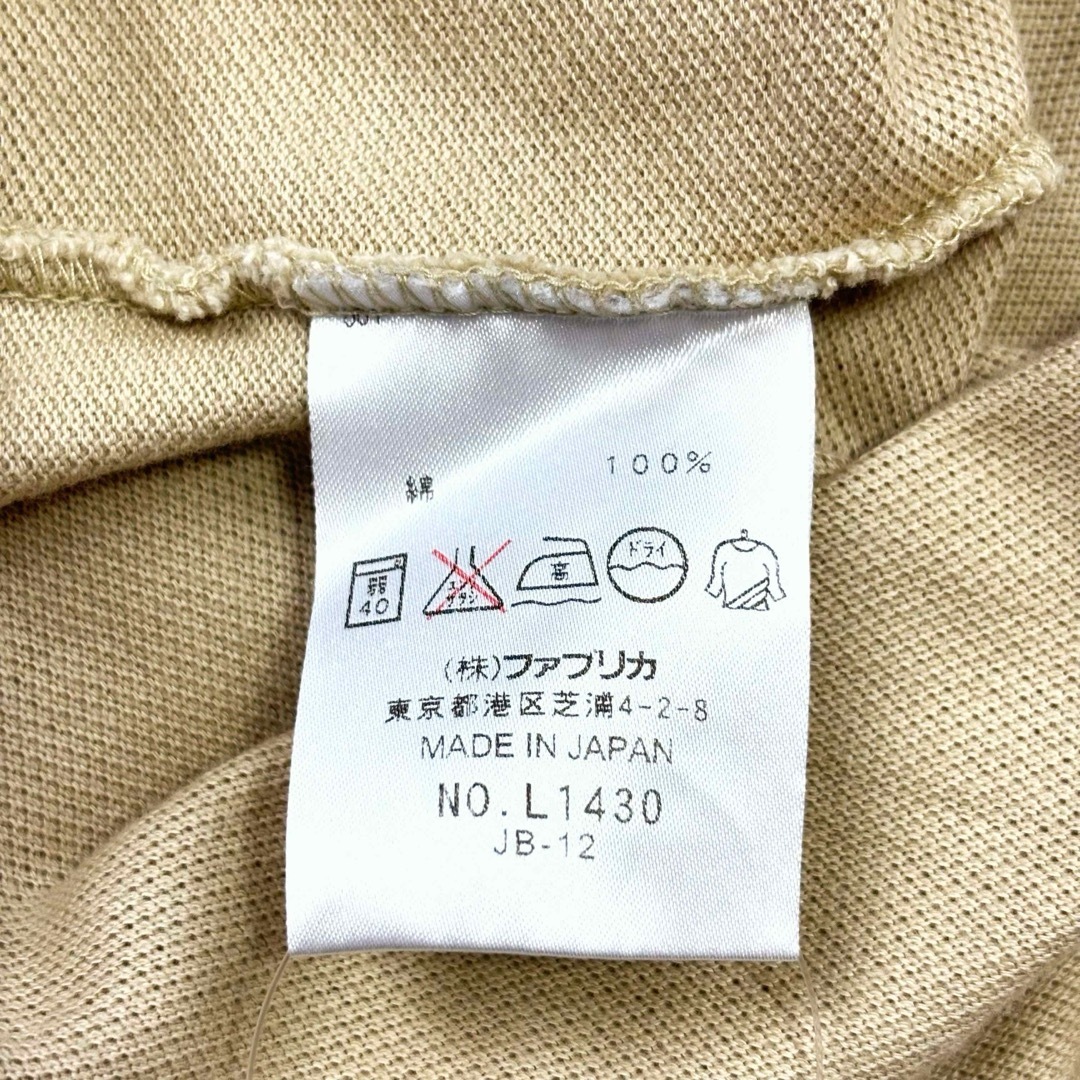 綿 100%
弱 40 エンソ サラシ 高 ドライ
(株)ファブリカ
東京都港区芝浦4-2-8
MADE IN JAPAN
NO. L1430
JB-12